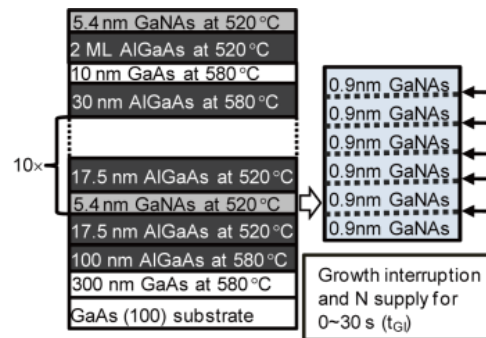 5.4 nm GaNAs at 520°C
2 ML AlGaAs at 520°C
10 nm GaAs at 580°C
30 nm AlGaAs at 580°C
10×
17.5 nm AlGaAs at 520°C
5.4 nm GaNAs at 520°C
17.5 nm AlGaAs at 520°C
100 nm AlGaAs at 580°C
300 nm GaAs at 580°C
GaAs (100) substrate
0.9nm GaNAs
0.9nm GaNAs
0.9nm GaNAs
0.9nm GaNAs
0.9nm GaNAs
0.9nm GaNAs
Growth interruption
and N supply for
0~30 s (tGI)